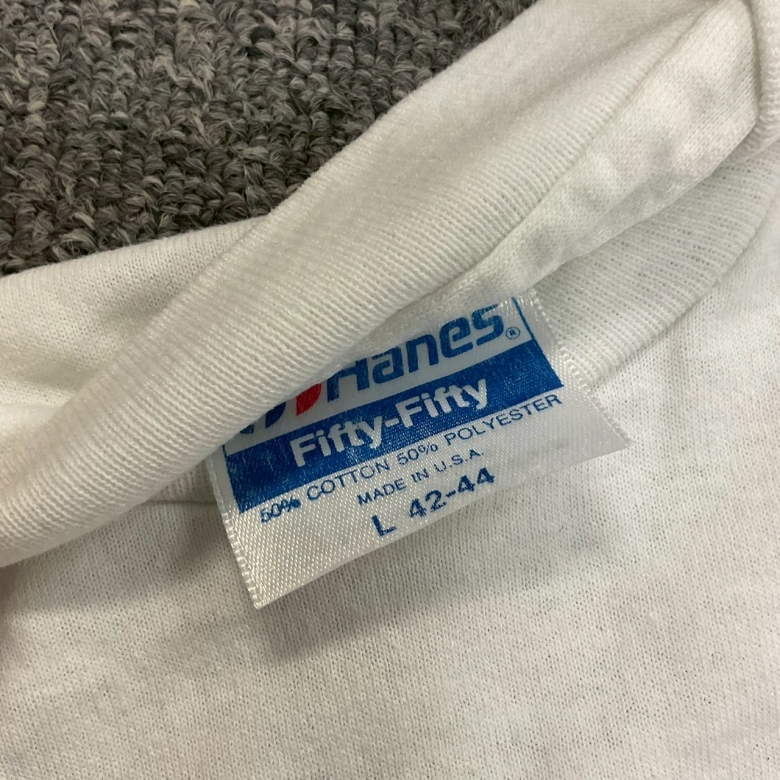 Hanes®
Fifty-Fifty
50% COTTON 50% POLYESTER
MADE IN U.S.A.
L 42-44